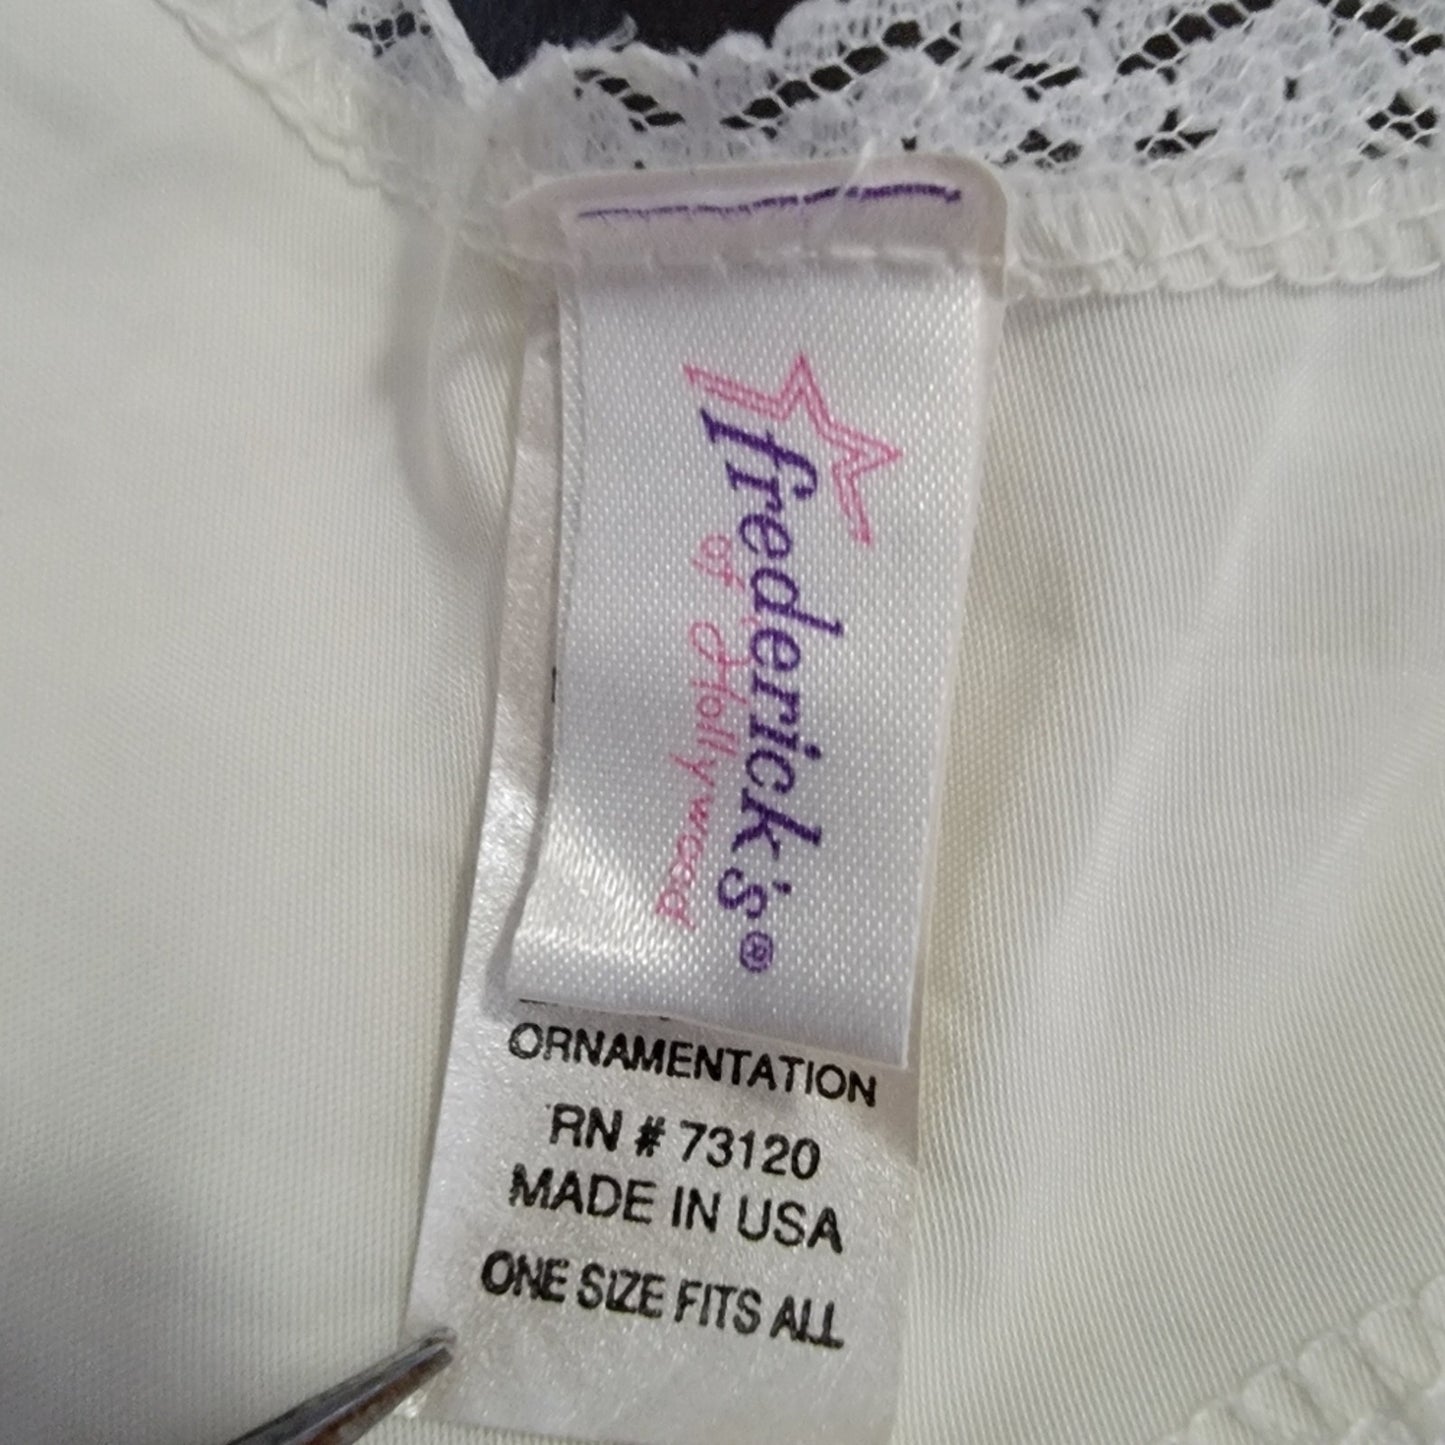 frederick's®
of Hollywood
ORNAMENTATION
RN # 73120
MADE IN USA
ONE SIZE FITS ALL